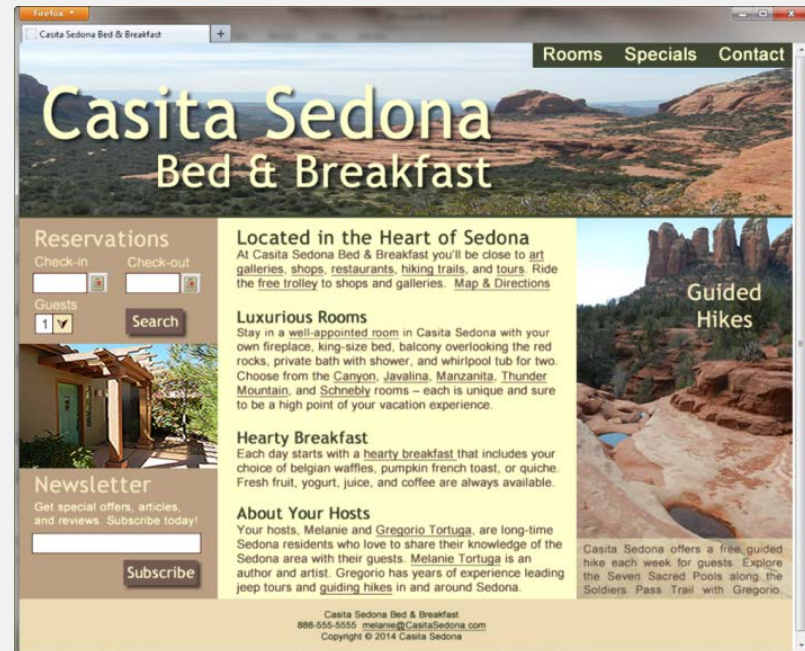 Firefox
Casita Sedona Bed & Breakfast
Rooms Specials Contact
Casita Sedona
Bed & Breakfast
Reservations
Check-in Check-out
Guests
1
Search
Newsletter
Get special offers, articles,
and reviews. Subscribe today!
Subscribe
Located in the Heart of Sedona
At Casita Sedona Bed & Breakfast you'll be close to art
galleries, shops, restaurants, hiking trails, and tours. Ride
the free trolley to shops and galleries. Map & Directions
Luxurious Rooms
Stay in a well-appointed room in Casita Sedona with your
own fireplace, king-size bed, balcony overlooking the red
rocks, private bath with shower, and whirlpool tub for two.
Choose from the Canyon, Javalina, Manzanita, Thunder
Mountain, and Schnebly rooms – each is unique and sure
to be a high point of your vacation experience.
Hearty Breakfast
Each day starts with a hearty breakfast that includes your
choice of belgian waffles, pumpkin french toast, or quiche.
Fresh fruit, yogurt, juice, and coffee are always available.
About Your Hosts
Your hosts, Melanie and Gregorio Tortuga, are long-time
Sedona residents who love to share their knowledge of the
Sedona area with their guests. Melanie Tortuga is an
author and artist. Gregorio has years of experience leading
jeep tours and guiding hikes in and around Sedona.
Guided
Hikes
Casita Sedona offers a free guided
hike each week for guests. Explore
the Seven Sacred Pools along the
Soldiers Pass Trail with Gregorio.
Casita Sedona Bed & Breakfast
888-555-5555 melanie@CasitaSedona.com
Copyright © 2014 Casita Sedona